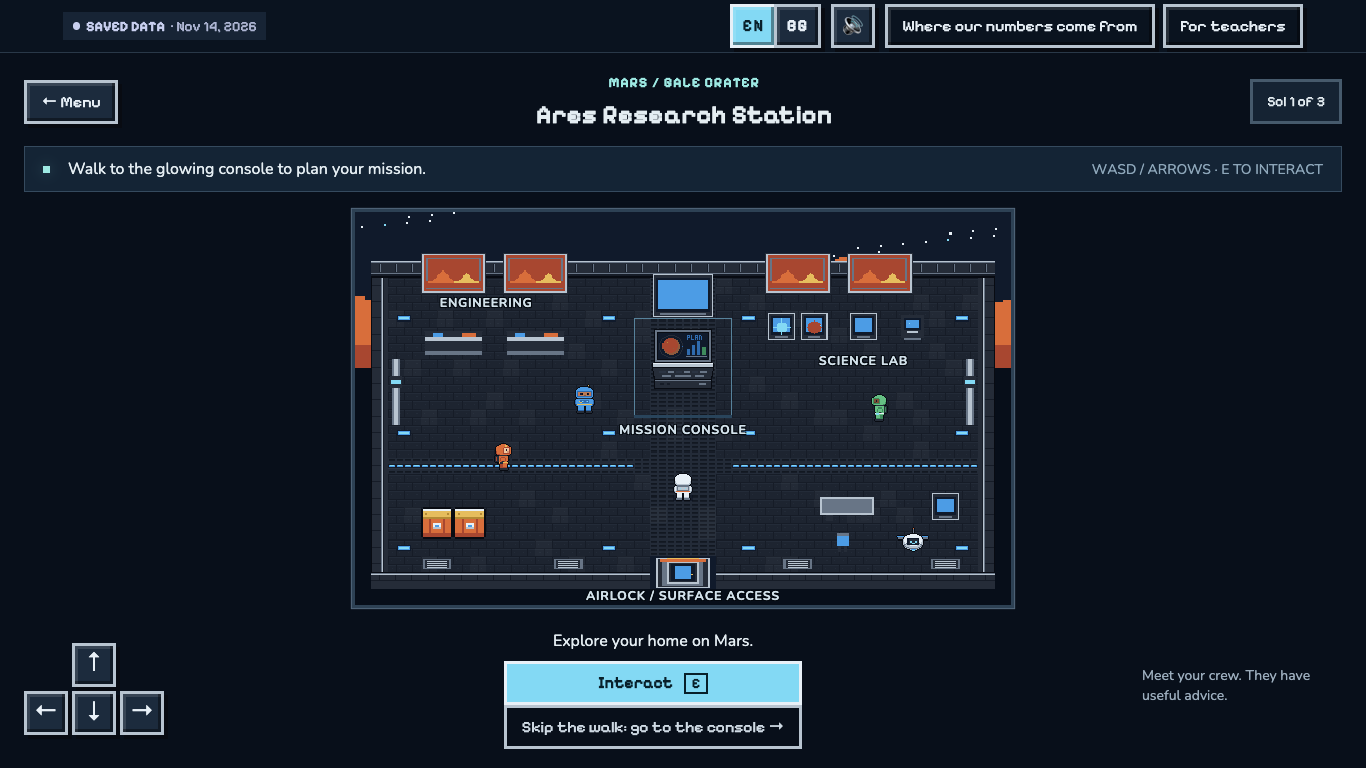 SAVED DATA · Nov 14, 2026
EN
Where our numbers come from
For teachers
← Menu
MARS / GALE CRATER
Ares Research Station
Sol 1 of 3
Walk to the glowing console to plan your mission.
WASD / ARROWS · E TO INTERACT
ENGINEERING
PLAN
SCIENCE LAB
MISSION CONSOLE
AIRLOCK / SURFACE ACCESS
Explore your home on Mars.
↑
← ↓ →
Interact E
Skip the walk: go to the console →
Meet your crew. They have
useful advice.